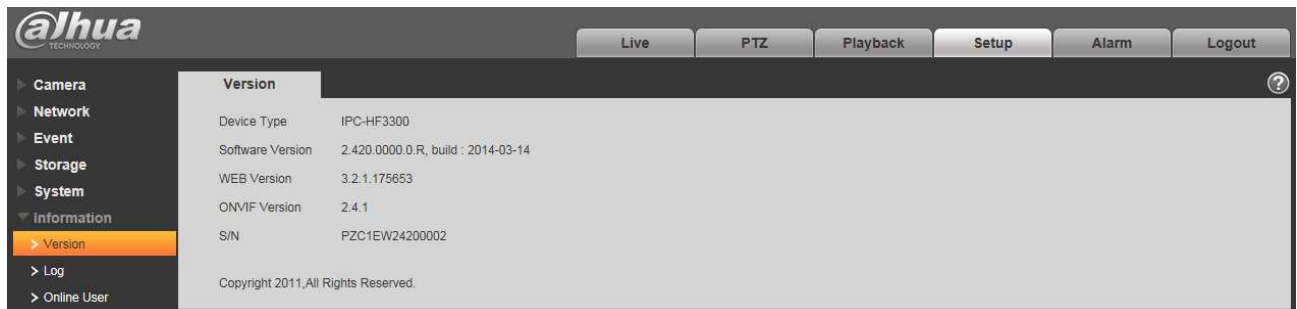 alhua
TECHNOLOGY
Live PTZ Playback Setup Alarm Logout
Camera
Network
Event
Storage
System
Information
> Version
> Log
> Online User
Version ?
Device Type IPC-HF3300
Software Version 2.420.0000.0.R, build : 2014-03-14
WEB Version 3.2.1.175653
ONVIF Version 2.4.1
S/N PZC1EW24200002
Copyright 2011,All Rights Reserved.